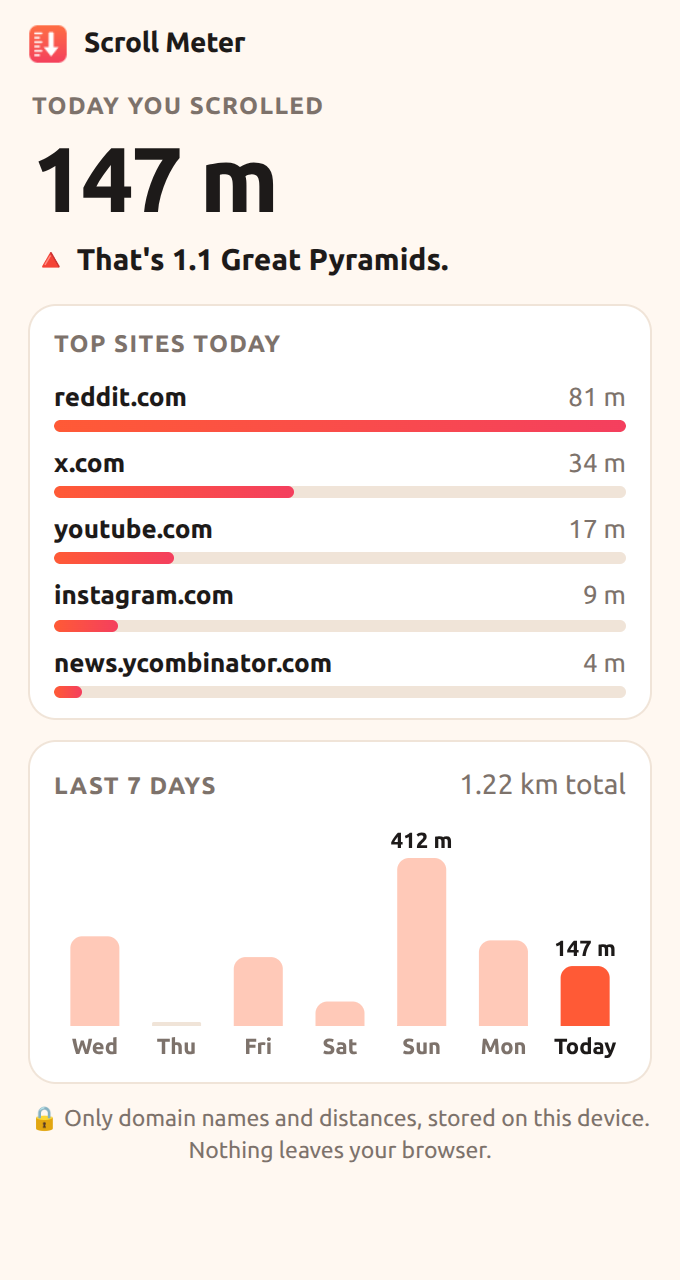 Scroll Meter
TODAY YOU SCROLLED
147 m
🔺 That's 1.1 Great Pyramids.
TOP SITES TODAY
reddit.com 81 m
x.com 34 m
youtube.com 17 m
instagram.com 9 m
news.ycombinator.com 4 m
LAST 7 DAYS 1.22 km total
412 m
147 m
Wed Thu Fri Sat Sun Mon Today
🔒 Only domain names and distances, stored on this device.
Nothing leaves your browser.